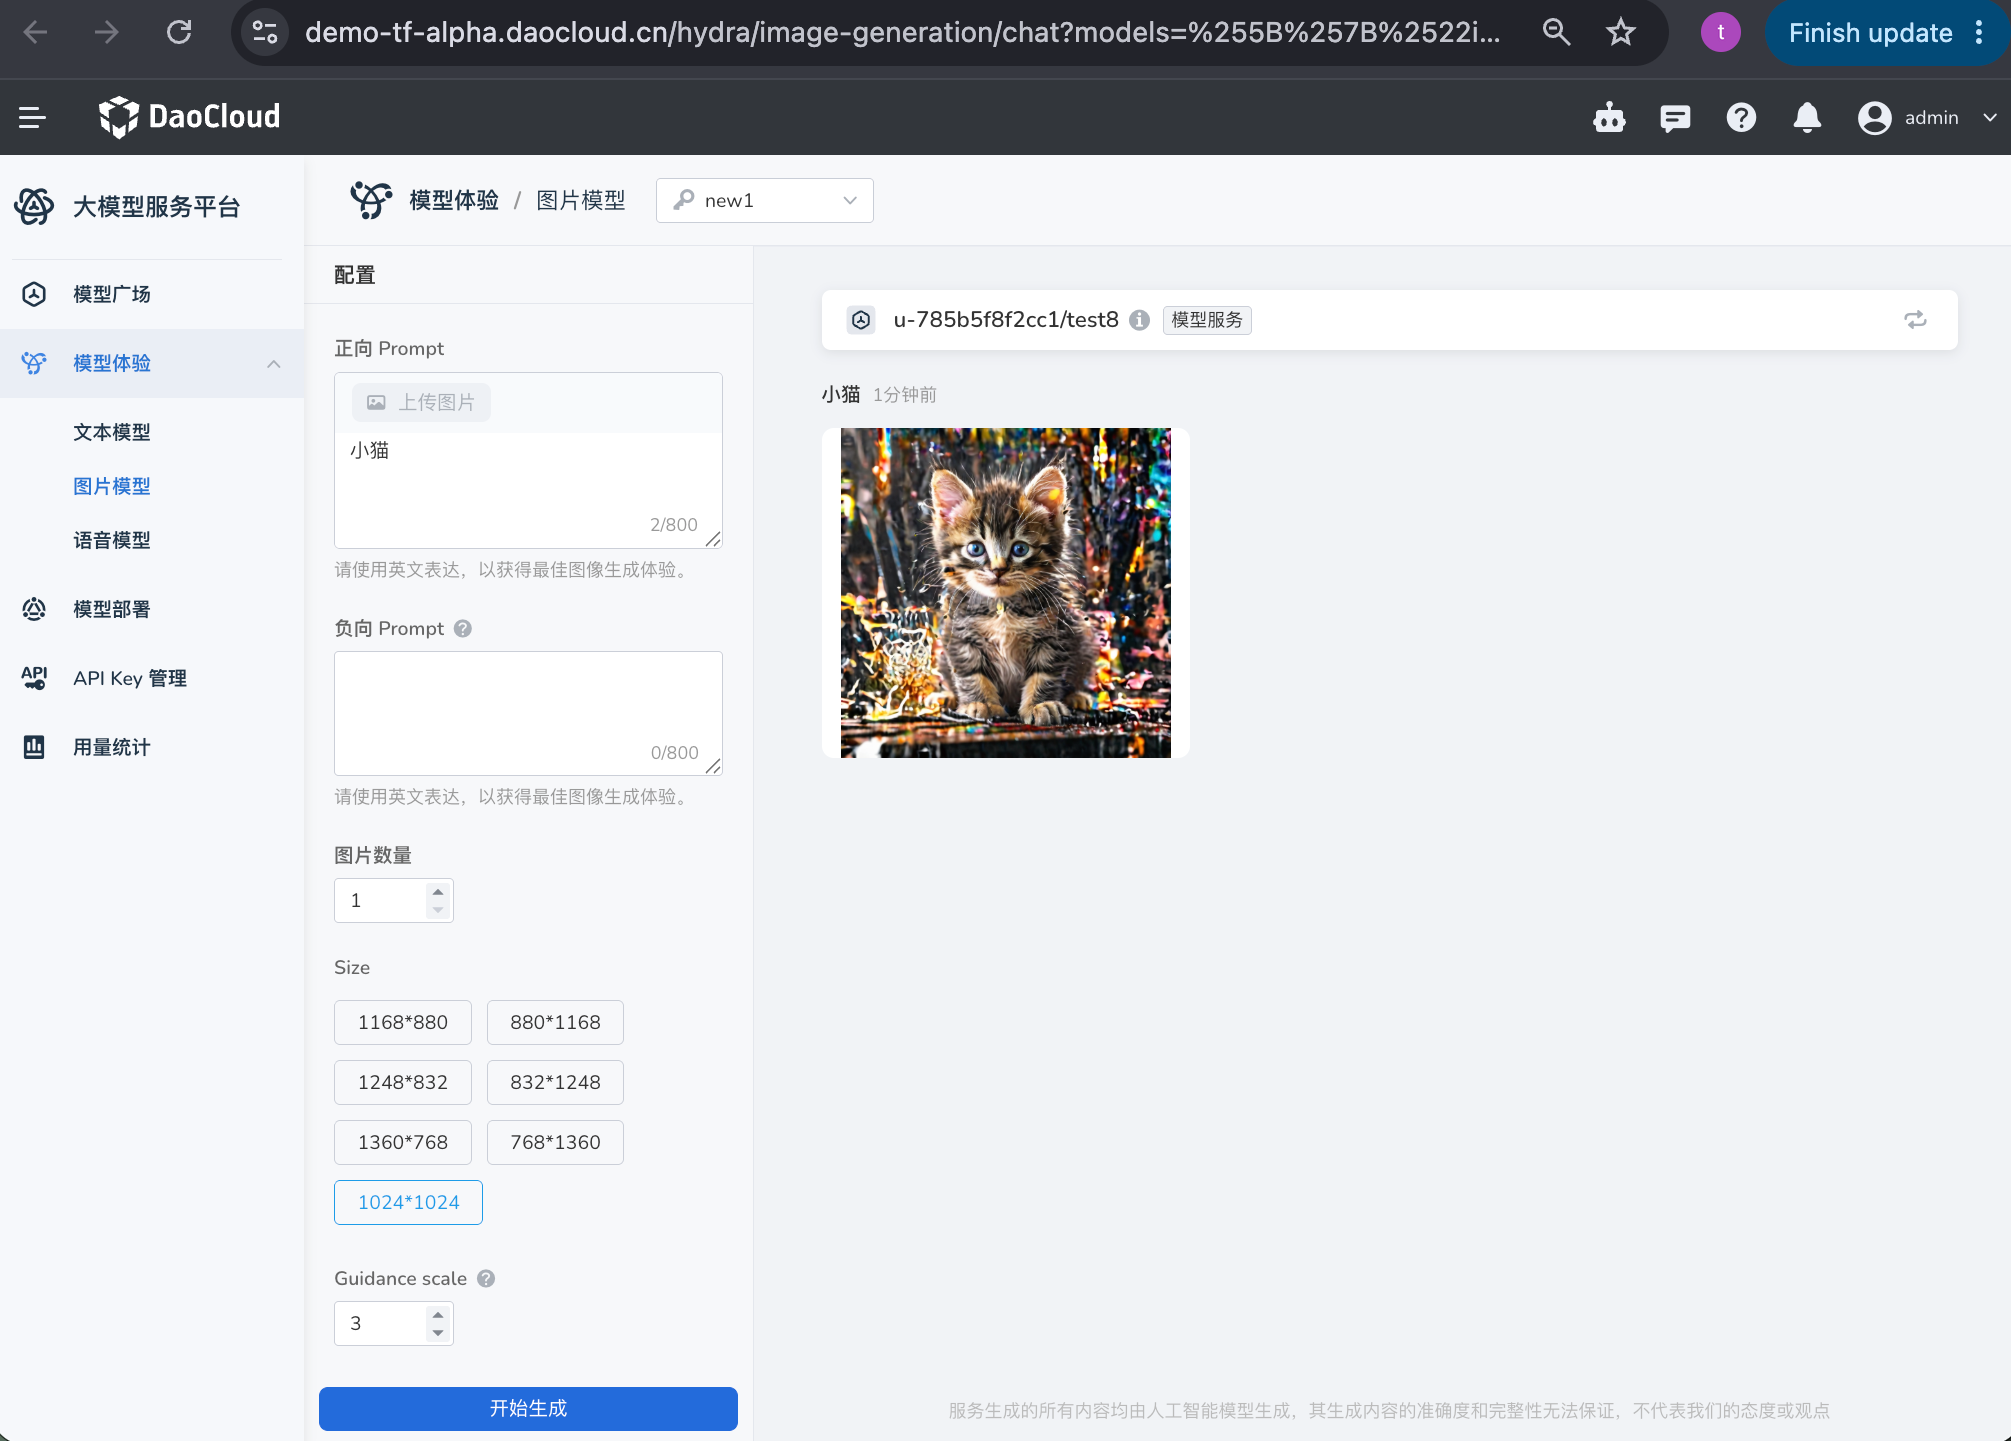 demo-tf-alpha.daocloud.cn/hydra/image-generation/chat?models=%255B%257B%2522i...
t
Finish update
DaoCloud
admin
大模型服务平台
模型广场
模型体验
文本模型
图片模型
语音模型
模型部署
API
API Key 管理
用量统计
模型体验 / 图片模型
new1
配置
正向 Prompt
上传图片
小猫
2/800
请使用英文表达，以获得最佳图像生成体验。
负向 Prompt
0/800
请使用英文表达，以获得最佳图像生成体验。
图片数量
1
Size
1168*880
880*1168
1248*832
832*1248
1360*768
768*1360
1024*1024
Guidance scale
3
开始生成
u-785b5f8f2cc1/test8
模型服务
小猫 1分钟前
服务生成的所有内容均由人工智能模型生成，其生成内容的准确度和完整性无法保证，不代表我们的态度或观点